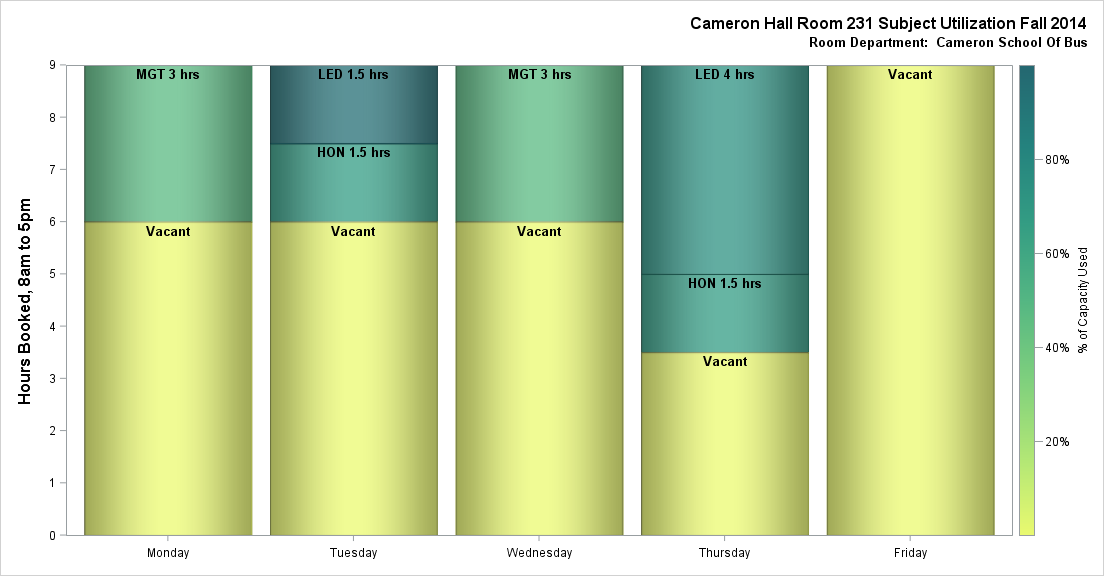 Cameron Hall Room 231 Subject Utilization Fall 2014
Room Department:  Cameron School Of Bus
Hours Booked, 8am to 5pm
9
8
7
6
5
4
3
2
1
0
MGT 3 hrs
Vacant
LED 1.5 hrs
HON 1.5 hrs
Vacant
MGT 3 hrs
Vacant
LED 4 hrs
HON 1.5 hrs
Vacant
Vacant
Monday
Tuesday
Wednesday
Thursday
Friday
80%
60%
40%
20%
% of Capacity Used